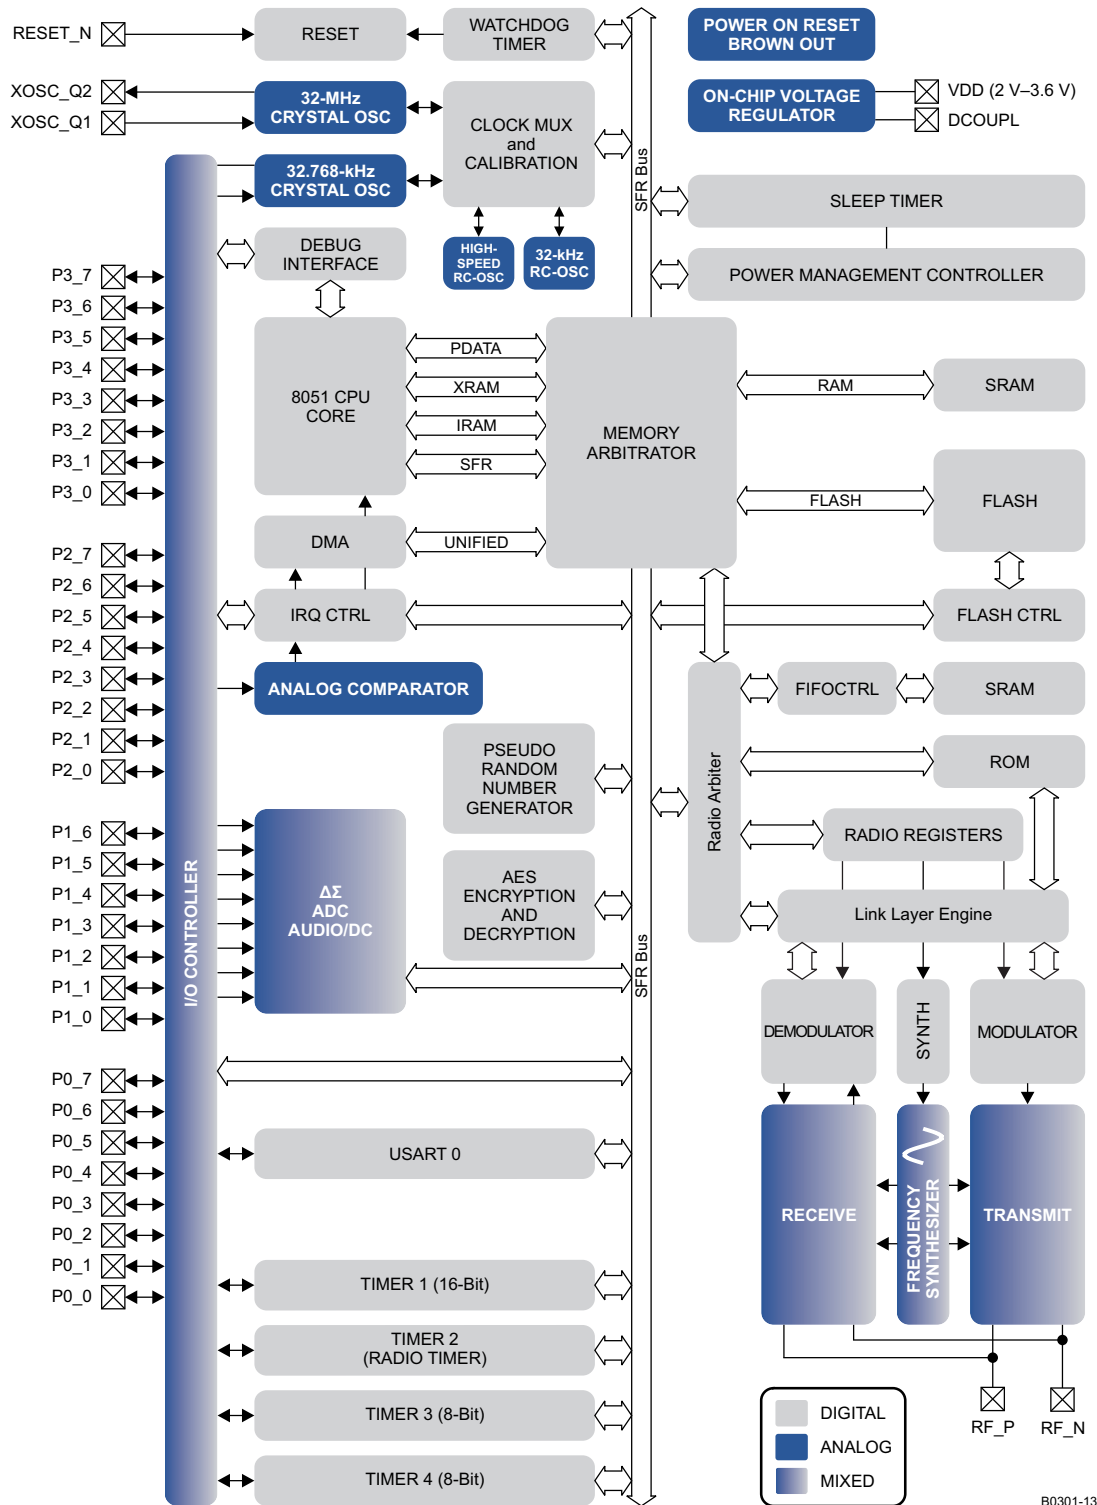 RESET_N
RESET
WATCHDOG
TIMER
POWER ON RESET
BROWN OUT
XOSC_Q2
XOSC_Q1
32-MHz
CRYSTAL OSC
CLOCK MUX
and
CALIBRATION
ON-CHIP VOLTAGE
REGULATOR
VDD (2 V–3.6 V)
DCOUPL
32.768-kHz
CRYSTAL OSC
SFR Bus
SLEEP TIMER
HIGH-
SPEED
RC-OSC
32-kHz
RC-OSC
DEBUG
INTERFACE
POWER MANAGEMENT CONTROLLER
P3_7
P3_6
P3_5
P3_4
P3_3
P3_2
P3_1
P3_0
8051 CPU
CORE
PDATA
XRAM
IRAM
SFR
MEMORY
ARBITRATOR
RAM
SRAM
FLASH
FLASH
DMA
UNIFIED
P2_7
P2_6
P2_5
P2_4
P2_3
P2_2
P2_1
P2_0
IRQ CTRL
FLASH CTRL
ANALOG COMPARATOR
FIFOCTRL
SRAM
PSEUDO
RANDOM
NUMBER
GENERATOR
Radio Arbiter
ROM
RADIO REGISTERS
P1_6
P1_5
P1_4
P1_3
P1_2
P1_1
P1_0
I/O CONTROLLER
ΔΣ
ADC
AUDIO/DC
AES
ENCRYPTION
AND
DECRYPTION
Link Layer Engine
SFR Bus
DEMODULATOR
SYNTH
MODULATOR
P0_7
P0_6
P0_5
P0_4
P0_3
P0_2
P0_1
P0_0
USART 0
RECEIVE
FREQUENCY
SYNTHESIZER
TRANSMIT
TIMER 1 (16-Bit)
TIMER 2
(RADIO TIMER)
TIMER 3 (8-Bit)
TIMER 4 (8-Bit)
RF_P
RF_N
DIGITAL
ANALOG
MIXED
B0301-13